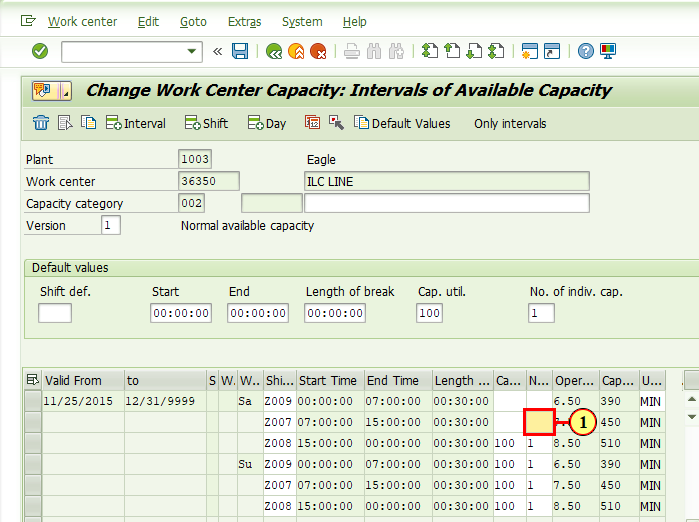 Work center Edit Goto Extras System Help
Change Work Center Capacity: Intervals of Available Capacity
Interval Shift Day Default Values Only intervals
Plant 1003 Eagle
Work center 36350 ILC LINE
Capacity category 002
Version 1 Normal available capacity
Default values
Shift def. Start End Length of break Cap. util. No. of indiv. cap.
00:00:00 00:00:00 00:00:00 100 1
Valid From to S W. W... Shi... Start Time End Time Length ... Ca... N... Oper... Cap... U...
11/25/2015 12/31/9999 Sa Z009 00:00:00 07:00:00 00:30:00 6.50 390 MIN
Z007 07:00:00 15:00:00 00:30:00 1 450 MIN
Z008 15:00:00 00:00:00 00:30:00 100 1 8.50 510 MIN
Su Z009 00:00:00 07:00:00 00:30:00 100 1 6.50 390 MIN
Z007 07:00:00 15:00:00 00:30:00 100 1 7.50 450 MIN
Z008 15:00:00 00:00:00 00:30:00 100 1 8.50 510 MIN